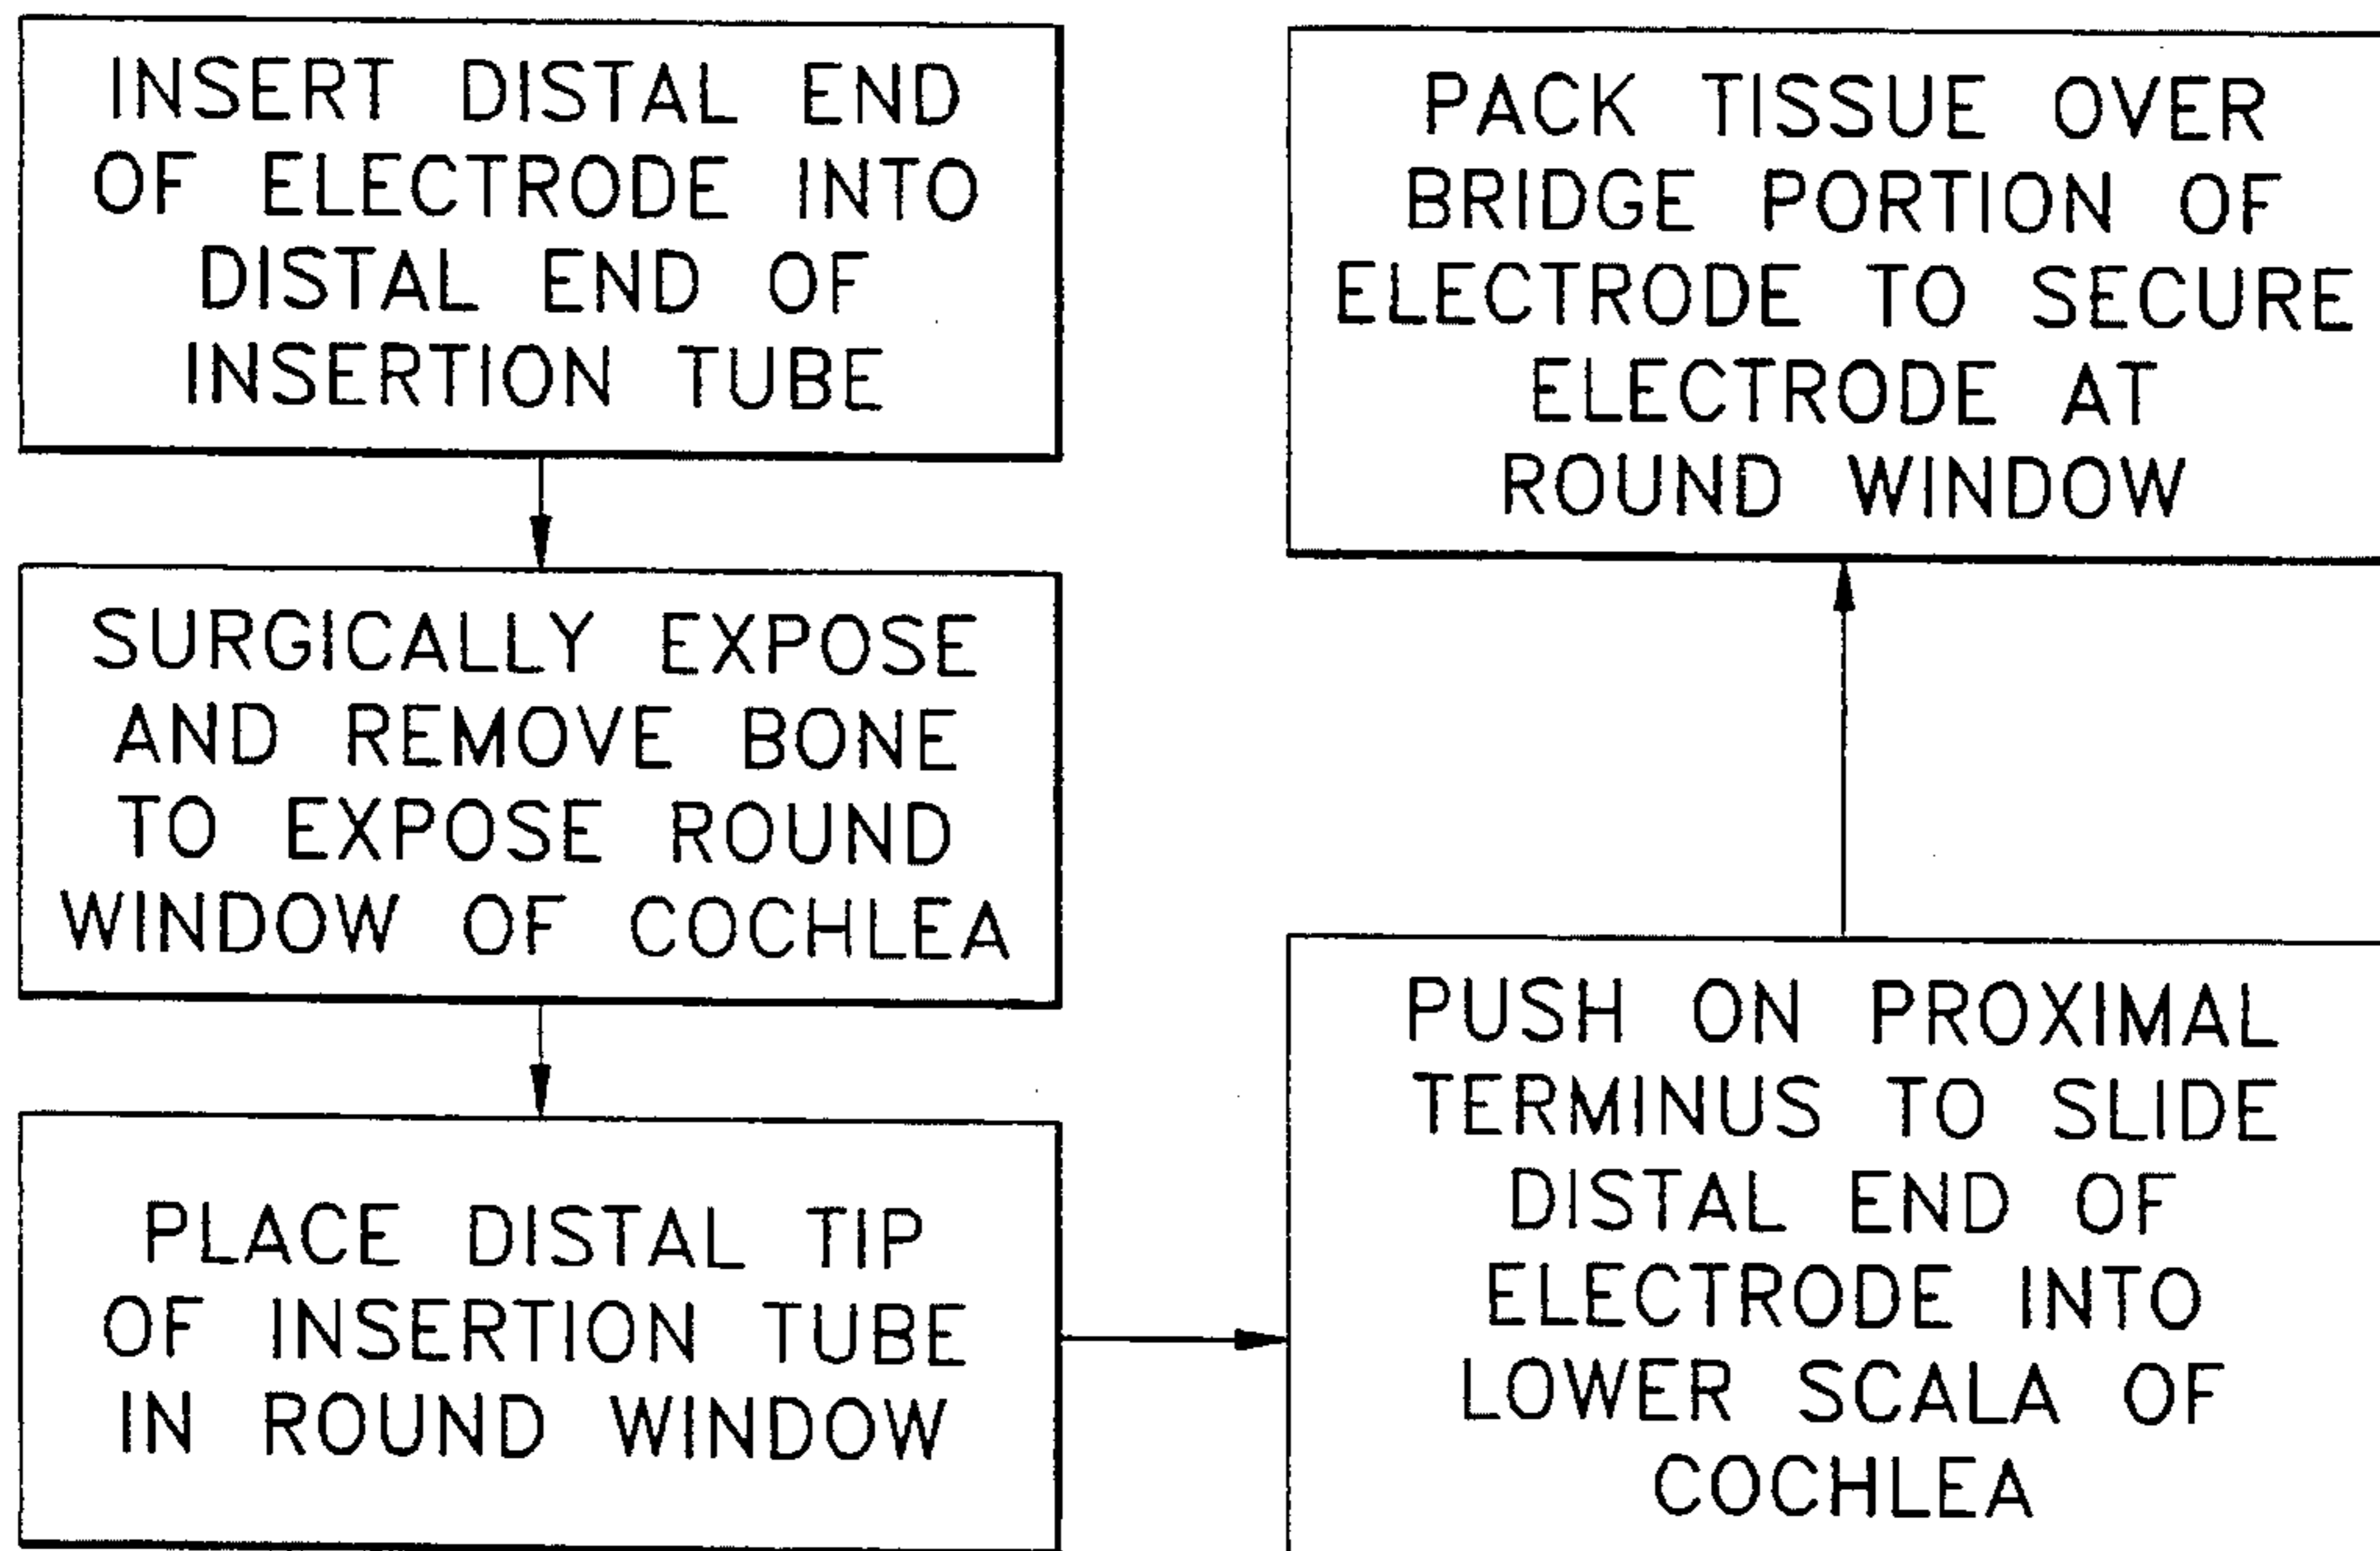 INSERT DISTAL END
OF ELECTRODE INTO
DISTAL END OF
INSERTION TUBE
SURGICALLY EXPOSE
AND REMOVE BONE
TO EXPOSE ROUND
WINDOW OF COCHLEA
PLACE DISTAL TIP
OF INSERTION TUBE
IN ROUND WINDOW
PUSH ON PROXIMAL
TERMINUS TO SLIDE
DISTAL END OF
ELECTRODE INTO
LOWER SCALA OF
COCHLEA
PACK TISSUE OVER
BRIDGE PORTION OF
ELECTRODE TO SECURE
ELECTRODE AT
ROUND WINDOW